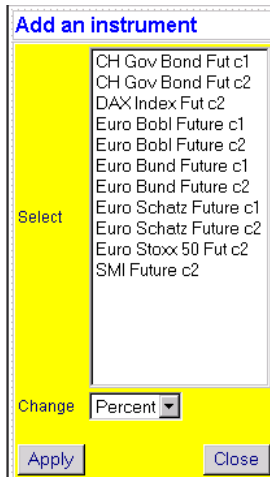 Add an instrument
CH Gov Bond Fut c1
CH Gov Bond Fut c2
DAX Index Fut c2
Euro Bobl Future c1
Euro Bobl Future c2
Euro Bund Future c1
Euro Bund Future c2
Euro Schatz Future c1
Select
Euro Schatz Future c2
Euro Stoxx 50 Fut c2
SMI Future c2
Change Percent
Apply Close